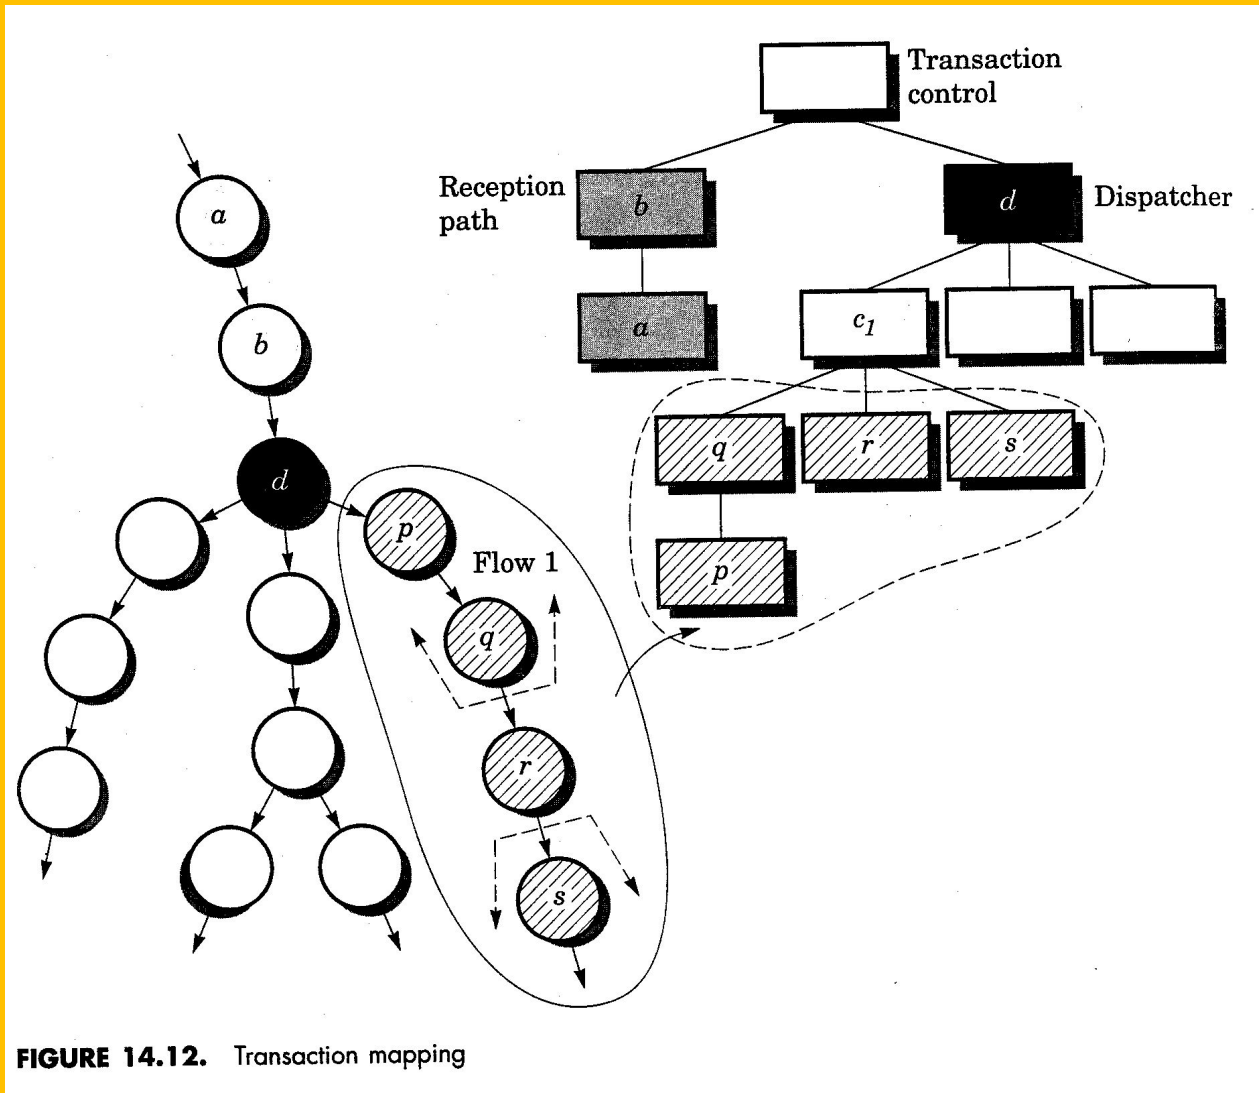 Transaction
control
Reception
path
b
d
Dispatcher
a
c1
q
r
s
p
a
b
d
p
Flow 1
q
r
s
FIGURE 14.12. Transaction mapping